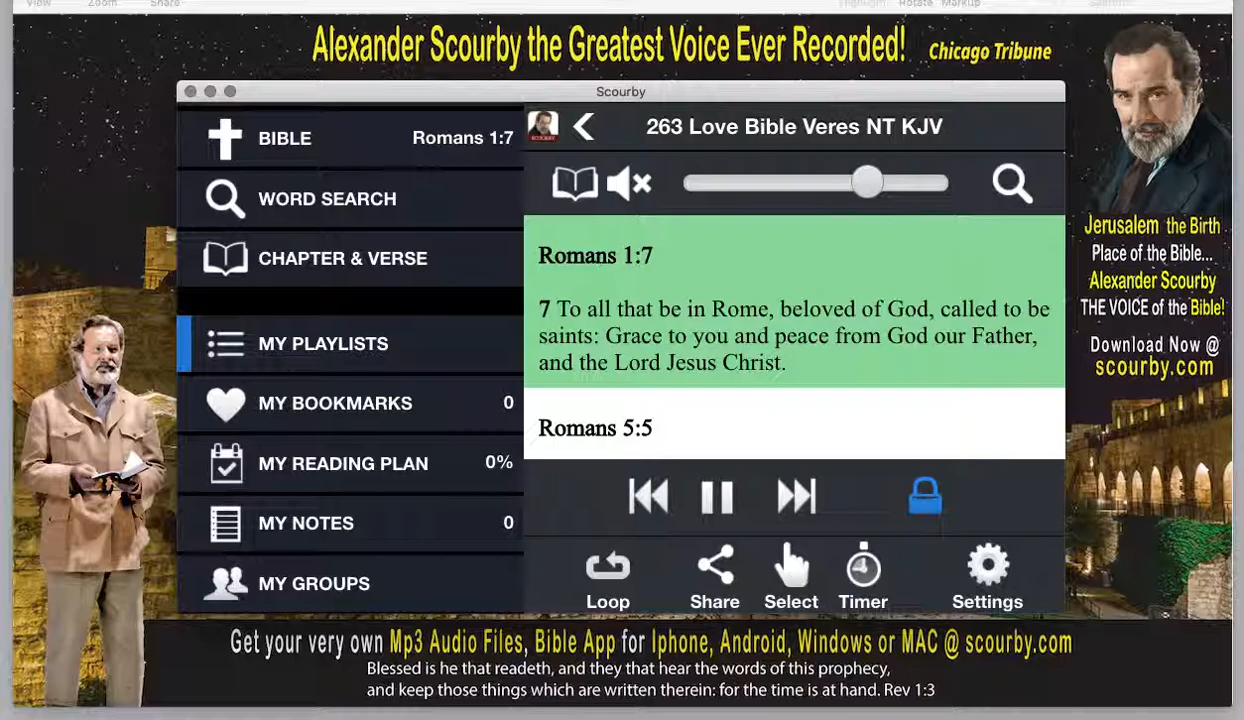 View Zoom Share Highlight Rotate Markup Search
Alexander Scourby the Greatest Voice Ever Recorded! Chicago Tribune
Scourby
BIBLE Romans 1:7
WORD SEARCH
CHAPTER & VERSE
MY PLAYLISTS
MY BOOKMARKS 0
MY READING PLAN 0%
MY NOTES 0
MY GROUPS
263 Love Bible Veres NT KJV
Romans 1:7
7 To all that be in Rome, beloved of God, called to be
saints: Grace to you and peace from God our Father,
and the Lord Jesus Christ.
Romans 5:5
Loop Share Select Timer Settings
Jerusalem the Birth
Place of the Bible...
Alexander Scourby
THE VOICE of the Bible!
Download Now @
scourby.com
Get your very own Mp3 Audio Files, Bible App for Iphone, Android, Windows or MAC @ scourby.com
Blessed is he that readeth, and they that hear the words of this prophecy,
and keep those things which are written therein: for the time is at hand. Rev 1:3